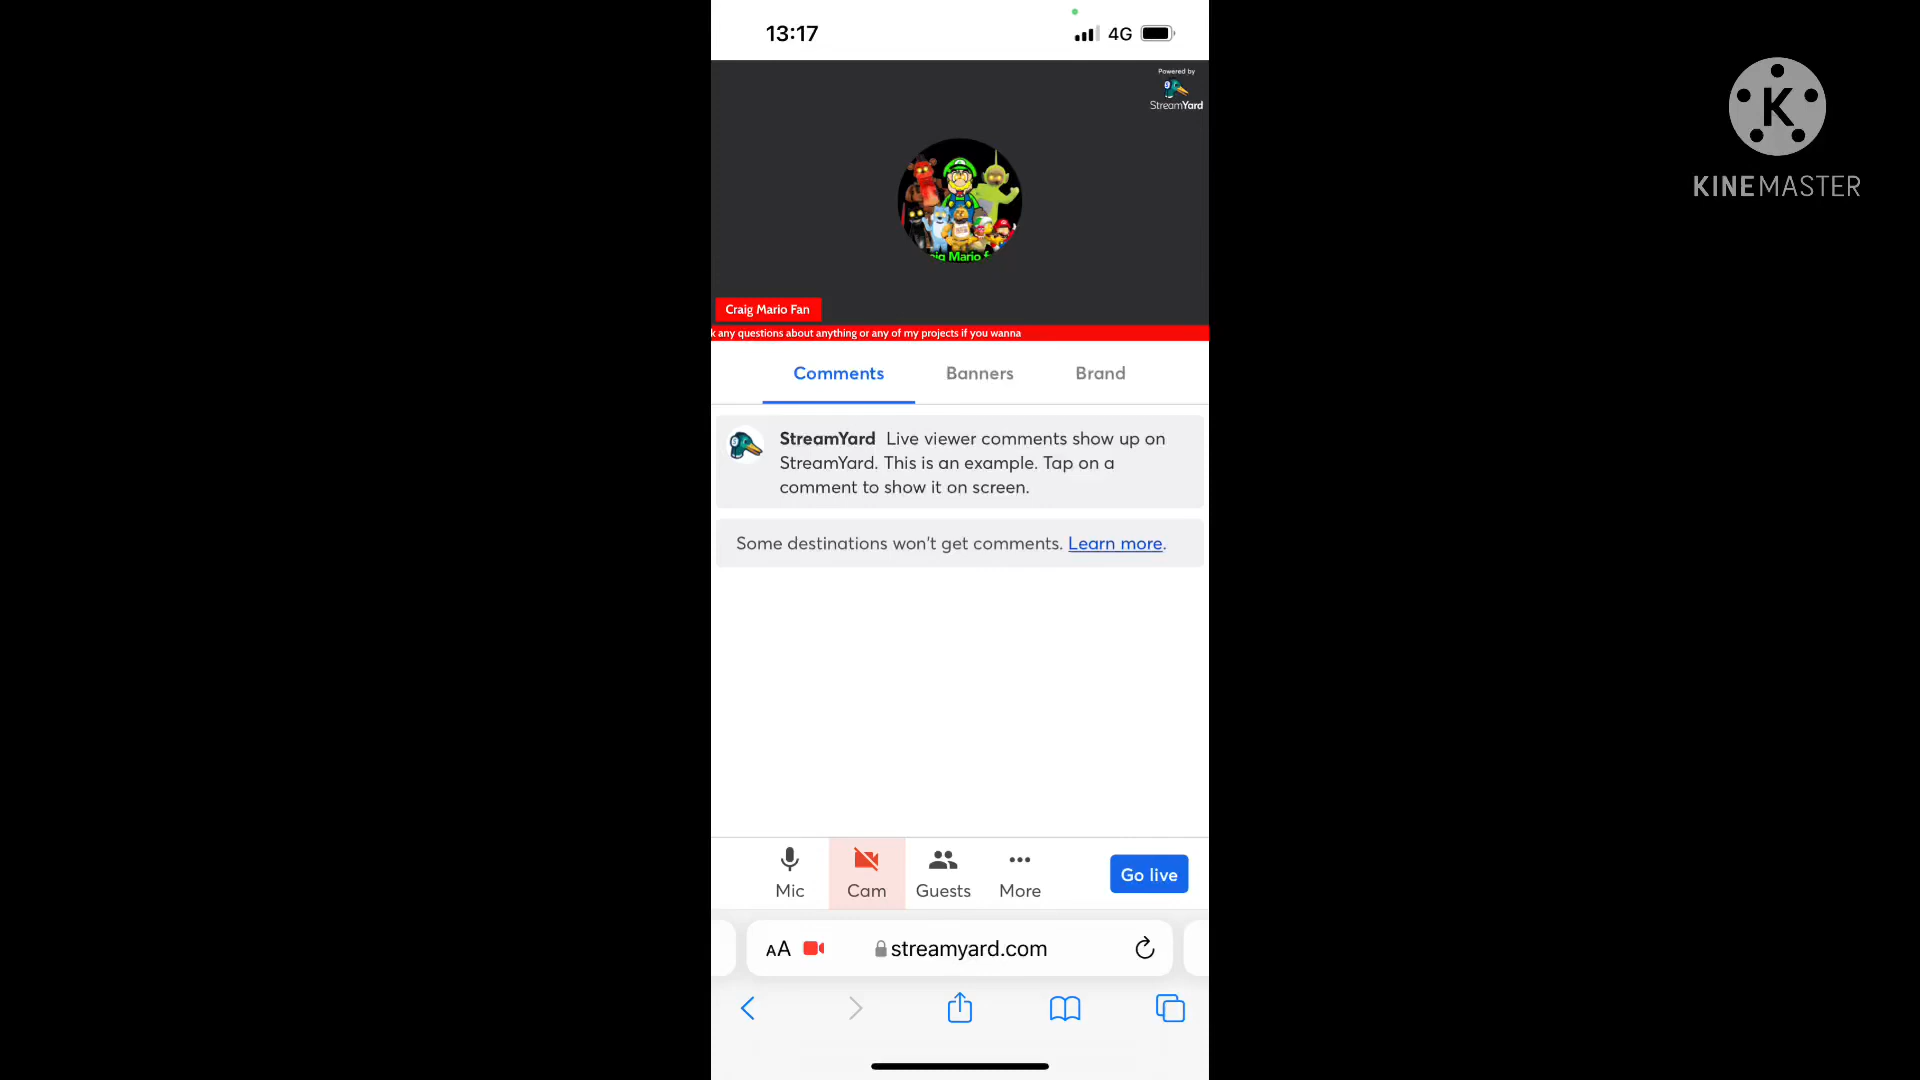 13:17
4G
Powered by
StreamYard
KINEMASTER
ig Mario f
Craig Mario Fan
k any questions about anything or any of my projects if you wanna
Comments
Banners
Brand
StreamYard Live viewer comments show up on
StreamYard. This is an example. Tap on a
comment to show it on screen.
Some destinations won't get comments. Learn more.
Mic
Cam
Guests
More
Go live
AA
streamyard.com